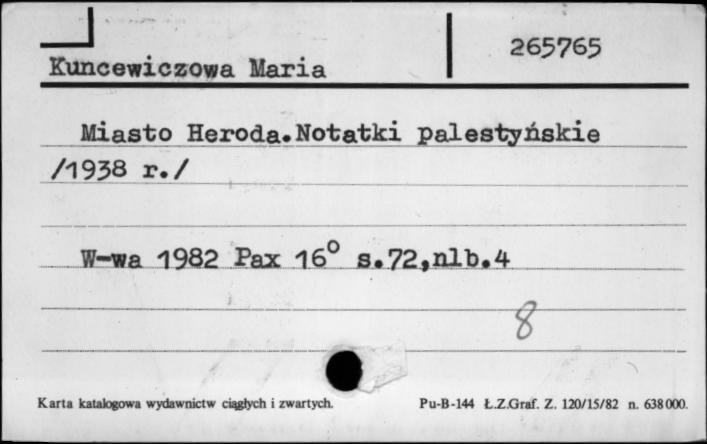 265765
Kuncewiczowa Maria
Miasto Heroda.Notatki palestyńskie
/1938 r./
W-wa 1982 Pax 16° s.72,nlb.4
8
Karta katalogowa wydawnictw ciągłych i zwartych. Pu-B-144 Ł.Z.Graf. Z. 120/15/82 n. 638000.